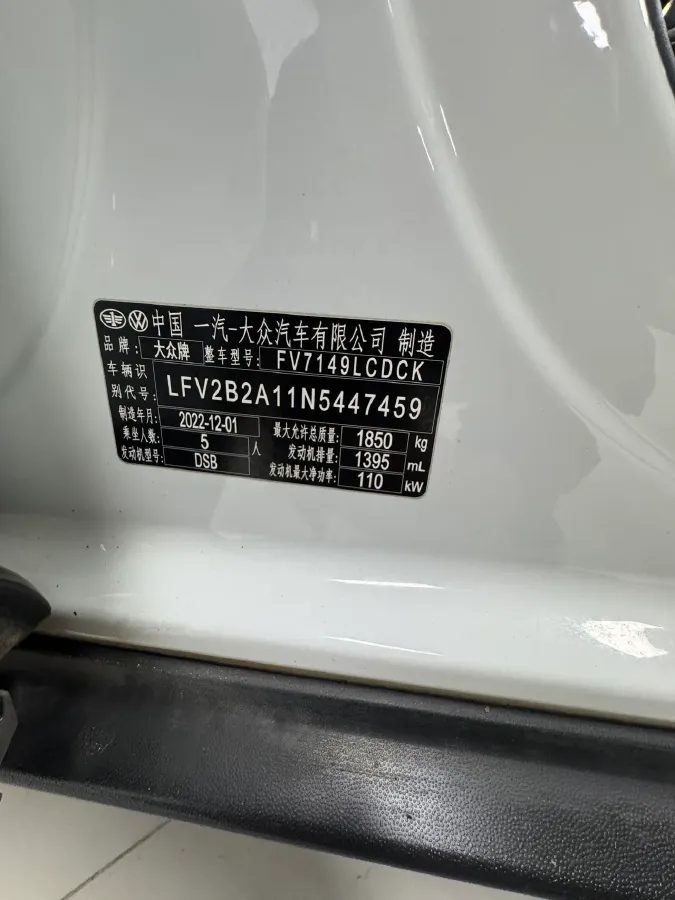 中国 一汽-大众汽车有限公司 制造
品牌: 大众牌 整车型号: FV7149LCDCK
车辆识
别代号: LFV2B2A11N5447459
制造年月: 2022-12-01 最大允许总质量: 1850 kg
乘坐人数: 5 人 发动机排量: 1395 mL
发动机型号: DSB 发动机最大净功率: 110 kW